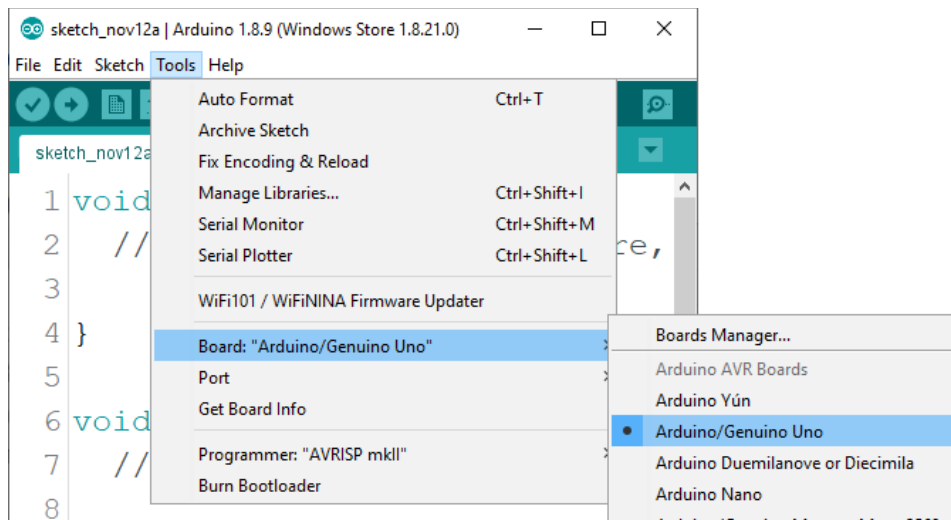 sketch_nov12a | Arduino 1.8.9 (Windows Store 1.8.21.0)
File Edit Sketch Tools Help
sketch_nov12a
1 void
2 // re,
3
4 }
5
6 void
7 //
8
Auto Format Ctrl+T
Archive Sketch
Fix Encoding & Reload
Manage Libraries... Ctrl+Shift+I
Serial Monitor Ctrl+Shift+M
Serial Plotter Ctrl+Shift+L
WiFi101 / WiFiNINA Firmware Updater
Board: "Arduino/Genuino Uno"
Port
Get Board Info
Programmer: "AVRISP mkII"
Burn Bootloader
Boards Manager...
Arduino AVR Boards
Arduino Yún
Arduino/Genuino Uno
Arduino Duemilanove or Diecimila
Arduino Nano